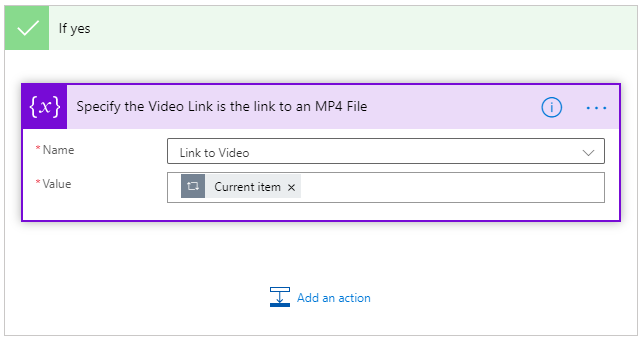 If yes
{x} Specify the Video Link is the link to an MP4 File
* Name
Link to Video
* Value
Current item ×
Add an action